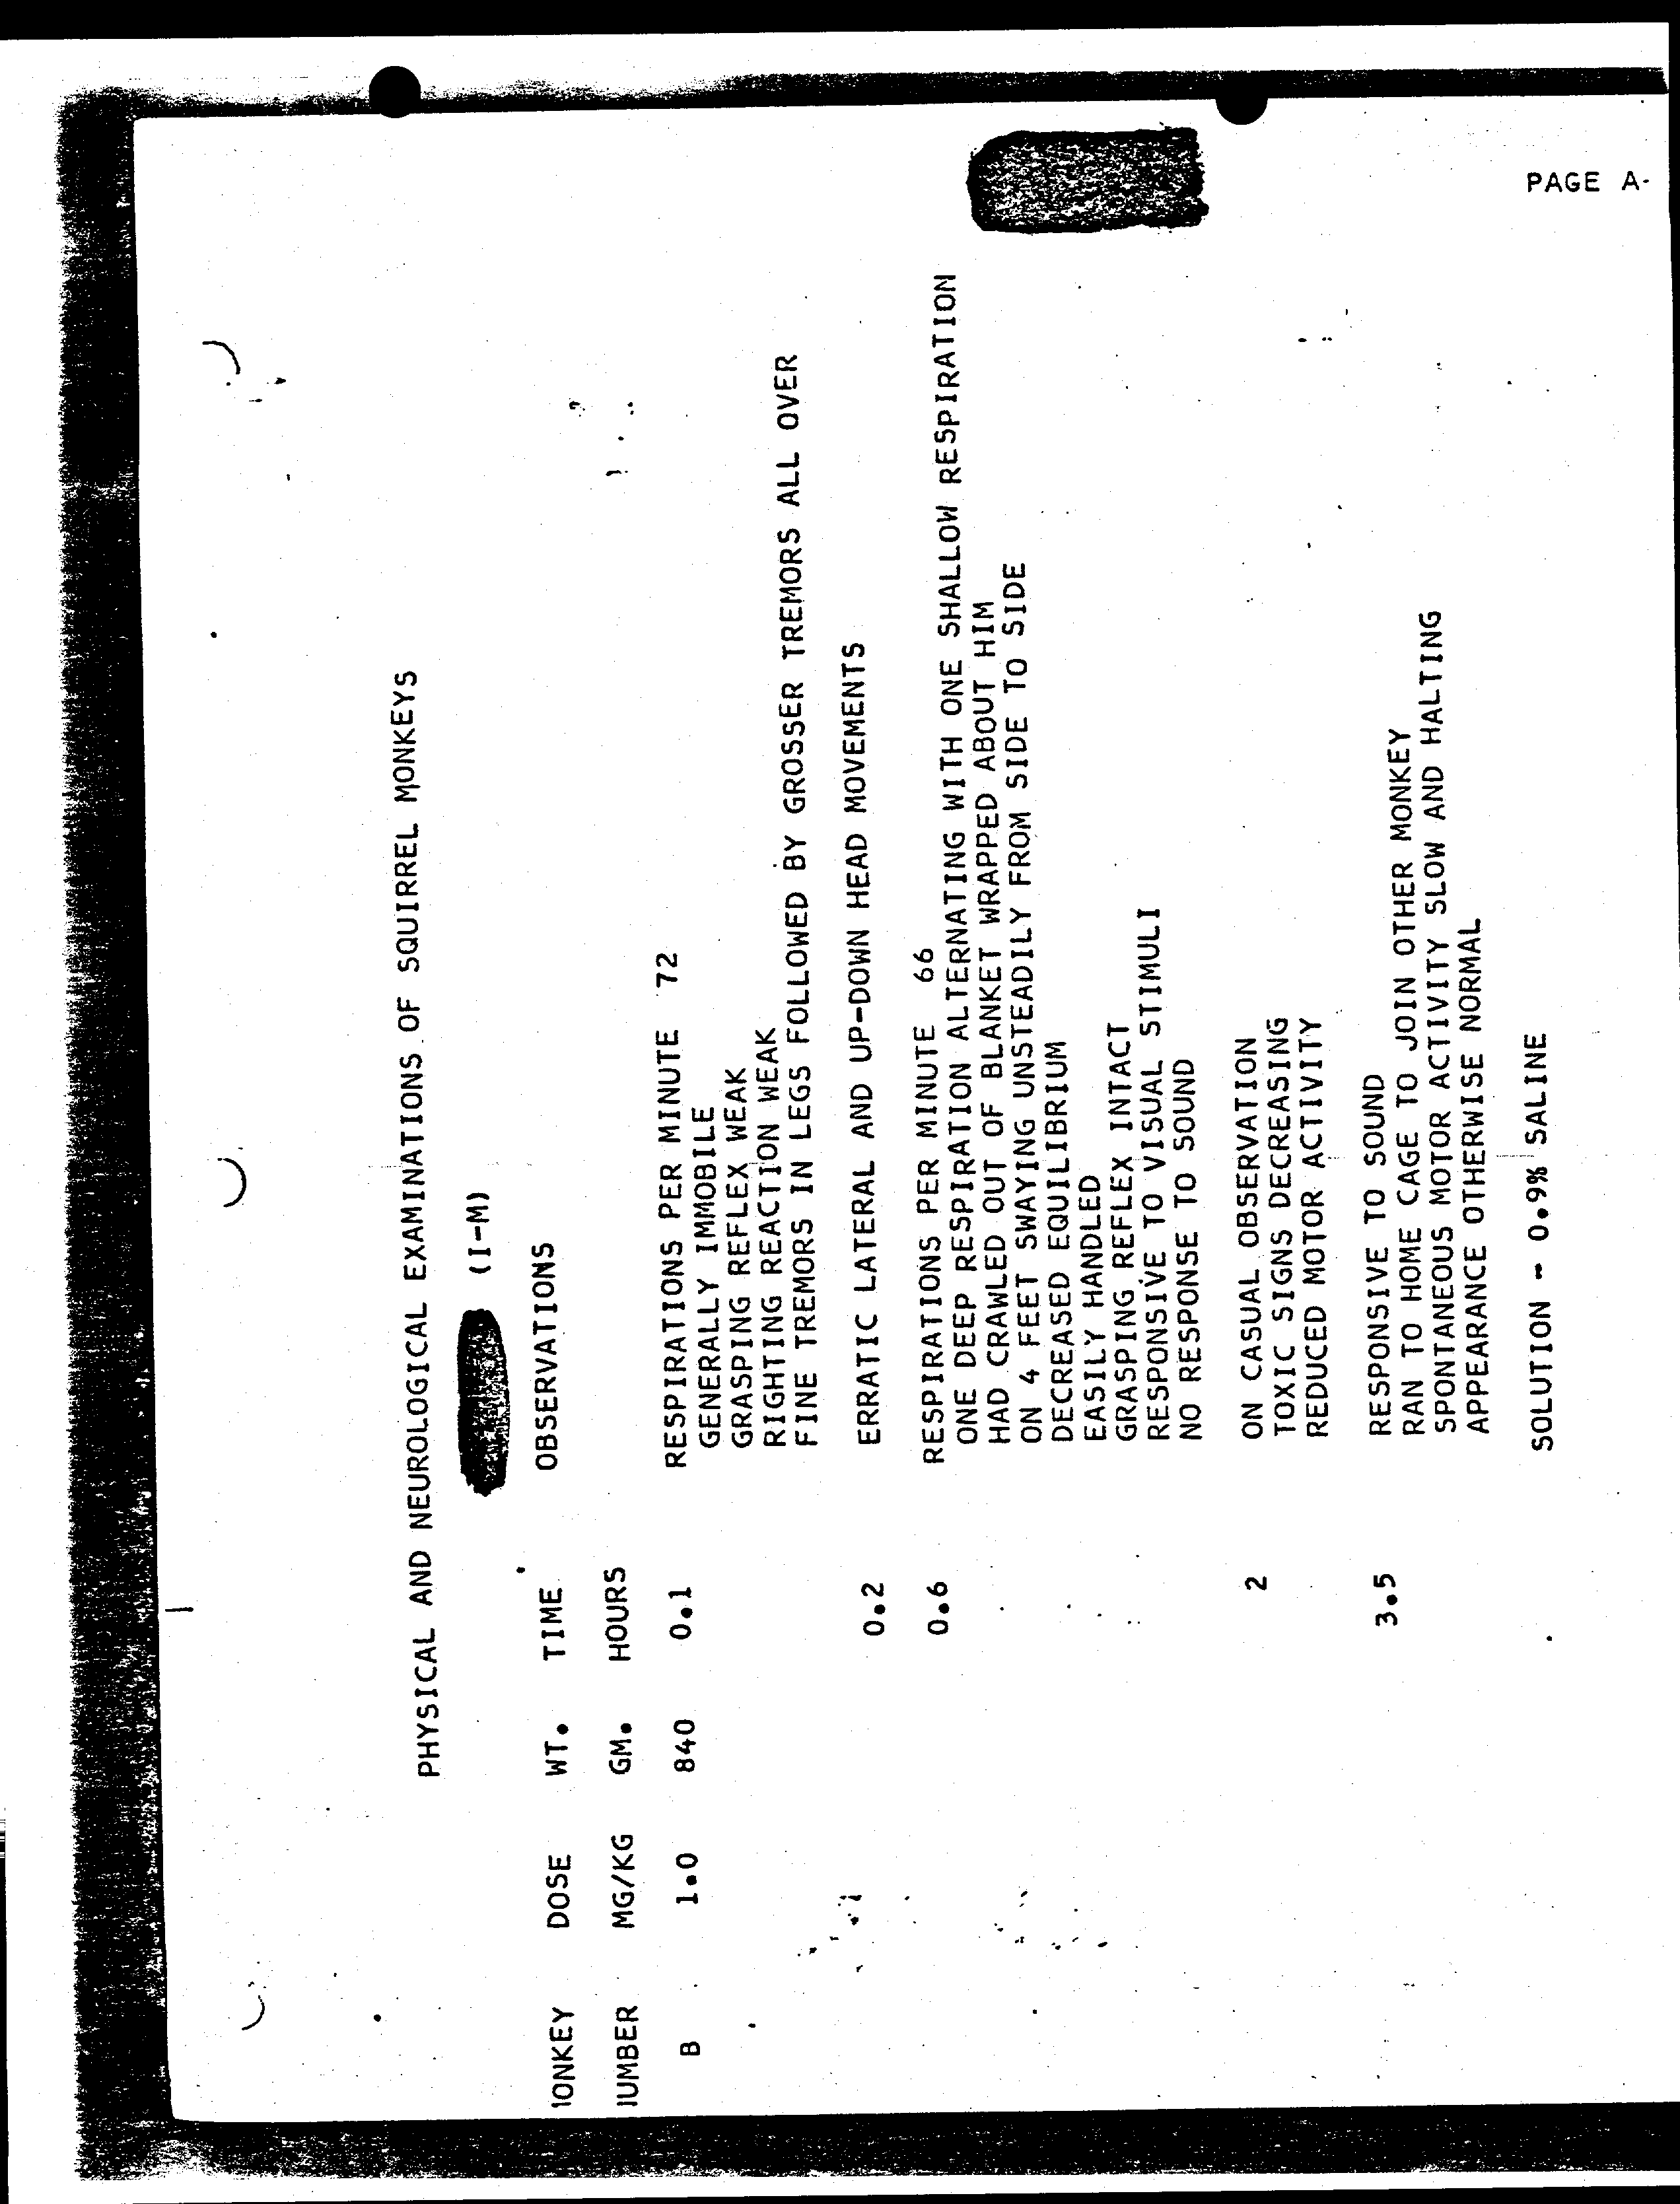 PHYSICAL AND NEUROLOGICAL EXAMINATIONS OF SQUIRREL MONKEYS
(I-M)
IONKEY DOSE WT. TIME OBSERVATIONS
IUMBER MG/KG GM. HOURS
B 1.0 840 0.1 RESPIRATIONS PER MINUTE 72
GENERALLY IMMOBILE
GRASPING REFLEX WEAK
RIGHTING REACTION WEAK
FINE TREMORS IN LEGS FOLLOWED BY GROSSER TREMORS ALL OVER
0.2 ERRATIC LATERAL AND UP-DOWN HEAD MOVEMENTS
0.6 RESPIRATIONS PER MINUTE 66
ONE DEEP RESPIRATION ALTERNATING WITH ONE SHALLOW RESPIRATION
HAD CRAWLED OUT OF BLANKET WRAPPED ABOUT HIM
ON 4 FEET SWAYING UNSTEADILY FROM SIDE TO SIDE
DECREASED EQUILIBRIUM
EASILY HANDLED
GRASPING REFLEX INTACT
RESPONSIVE TO VISUAL STIMULI
NO RESPONSE TO SOUND
2 ON CASUAL OBSERVATION
TOXIC SIGNS DECREASING
REDUCED MOTOR ACTIVITY
3.5 RESPONSIVE TO SOUND
RAN TO HOME CAGE TO JOIN OTHER MONKEY
SPONTANEOUS MOTOR ACTIVITY SLOW AND HALTING
APPEARANCE OTHERWISE NORMAL
SOLUTION - 0.9% SALINE
PAGE A-